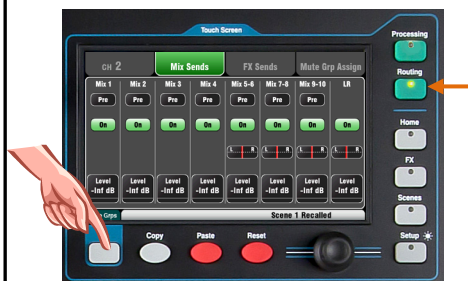 Touch Screen
Processing
CH 2 Mix Sends FX Sends Mute Grp Assign
Routing
Mix 1 Mix 2 Mix 3 Mix 4 Mix 5-6 Mix 7-8 Mix 9-10 LR
Pre Pre Pre Pre Pre Pre Pre
On On On On On On On On
Home
L R L R L R L R
FX
Level Level Level Level Level Level Level Level
-Inf dB -Inf dB -Inf dB -Inf dB -Inf dB -Inf dB -Inf dB -Inf dB
Scenes
Grps Scene 1 Recalled
Copy Paste Reset
Setup